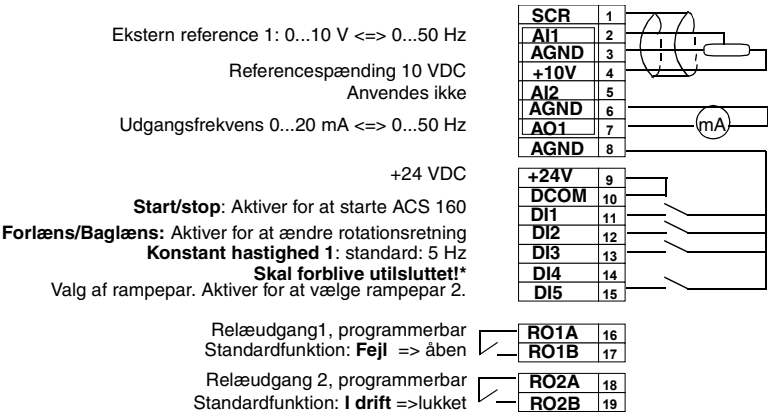 SCR 1
Ekstern reference 1: 0...10 V <=> 0...50 Hz AI1 2
AGND 3
Referencespænding 10 VDC +10V 4
Anvendes ikke AI2 5
AGND 6
Udgangsfrekvens 0...20 mA <=> 0...50 Hz AO1 7
mA
AGND 8
+24 VDC +24V 9
DCOM 10
Start/stop: Aktiver for at starte ACS 160 DI1 11
Forlæns/Baglæns: Aktiver for at ændre rotationsretning DI2 12
Konstant hastighed 1: standard: 5 Hz DI3 13
Skal forblive utilsluttet!* DI4 14
Valg af rampepar. Aktiver for at vælge rampepar 2. DI5 15
Relæudgang1, programmerbar RO1A 16
Standardfunktion: Fejl => åben RO1B 17
Relæudgang 2, programmerbar RO2A 18
Standardfunktion: I drift =>lukket RO2B 19